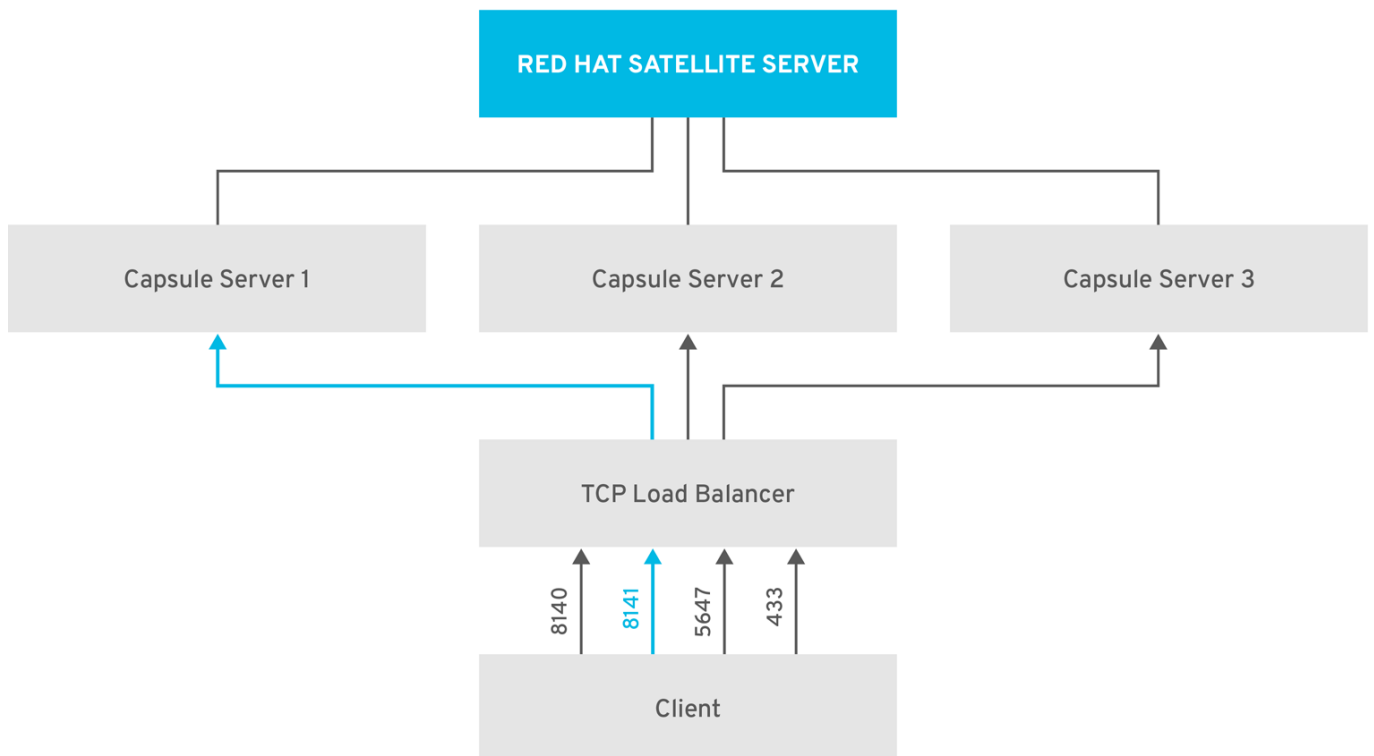 RED HAT SATELLITE SERVER
Capsule Server 1
Capsule Server 2
Capsule Server 3
TCP Load Balancer
8140
8141
5647
433
Client